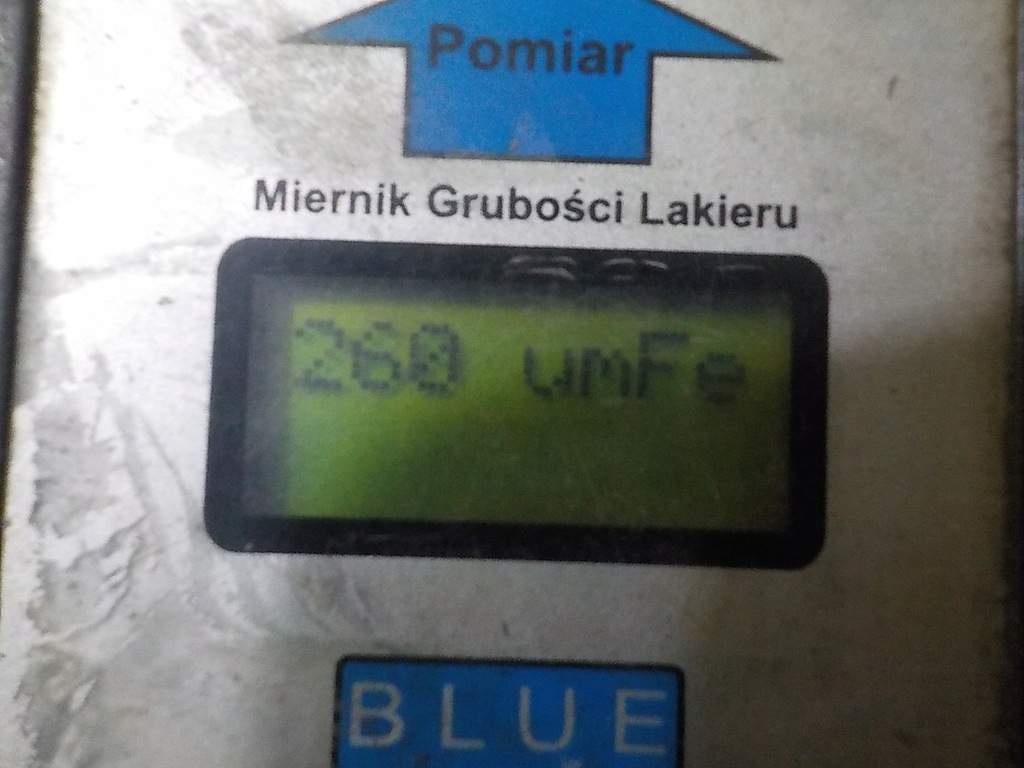 Pomiar
Miernik Grubości Lakieru
260 umFe
BLUE